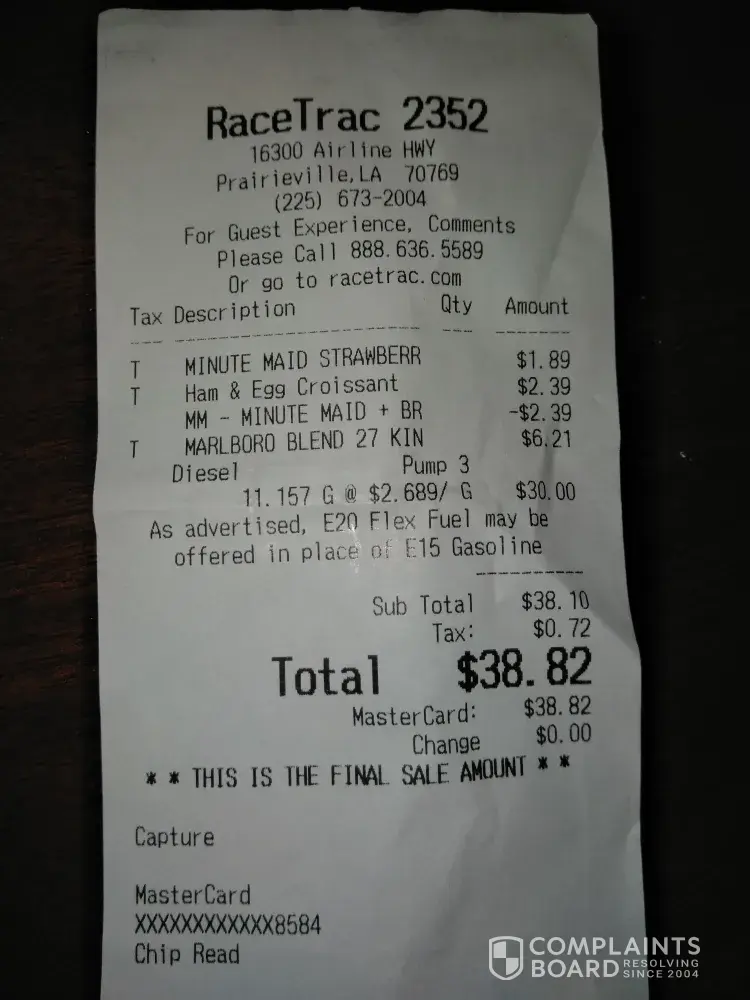 RaceTrac 2352
16300 Airline HWY
Prairieville, LA 70769
(225) 673-2004
For Guest Experience, Comments
Please Call 888.636.5589
Or go to racetrac.com
Tax Description Qty Amount
T MINUTE MAID STRAWBERR $1.89
T Ham & Egg Croissant $2.39
MM - MINUTE MAID + BR -$2.39
T MARLBORO BLEND 27 KIN $6.21
Diesel Pump 3
11.157 G @ $2.689/ G $30.00
As advertised, E20 Flex Fuel may be
offered in place of E15 Gasoline
Sub Total $38.10
Tax: $0.72
Total $38.82
MasterCard: $38.82
Change $0.00
* * THIS IS THE FINAL SALE AMOUNT * *
Capture
MasterCard
XXXXXXXXXXXX8584
Chip Read
COMPLAINTS
BOARD RESOLVING
SINCE 2004